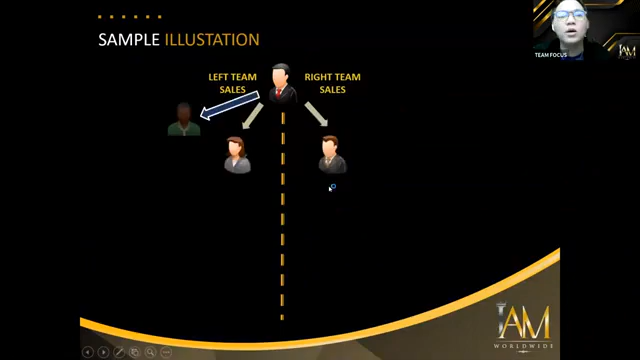 SAMPLE ILLUSTATION
LEFT TEAM
SALES
RIGHT TEAM
SALES
TEAM FOCUS
IAM
IAM
WORLDWIDE